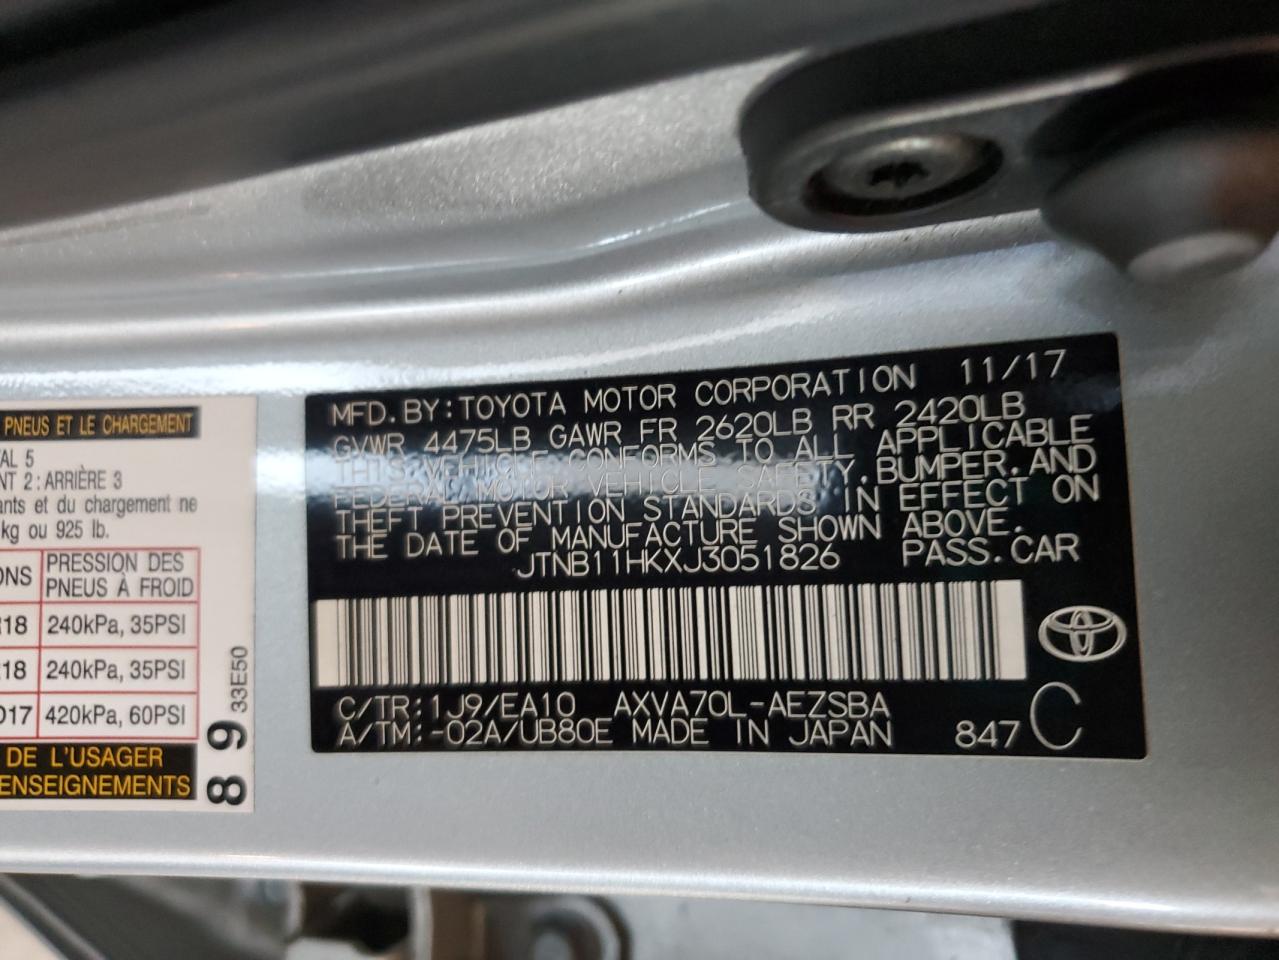 PNEUS ET LE CHARGEMENT
AL 5
NT 2 : ARRIÈRE 3
ants et du chargement ne
kg ou 925 lb.
ONS PRESSION DES
PNEUS À FROID
R18 240kPa, 35PSI
R18 240kPa, 35PSI
D17 420kPa, 60PSI
DE L'USAGER
ENSEIGNEMENTS
33E50
89
MFD.BY:TOYOTA MOTOR CORPORATION 11/17
GVWR 4475LB GAWR FR 2620LB RR 2420LB
THIS VEHICLE CONFORMS TO ALL APPLICABLE
FEDERAL MOTOR VEHICLE SAFETY, BUMPER, AND
THEFT PREVENTION STANDARDS IN EFFECT ON
THE DATE OF MANUFACTURE SHOWN ABOVE.
JTNB11HKXJ3051826 PASS.CAR
C/TR:1J9/EA10 AXVA70L-AEZSBA
A/TM:-02A/UB80E MADE IN JAPAN 847 C